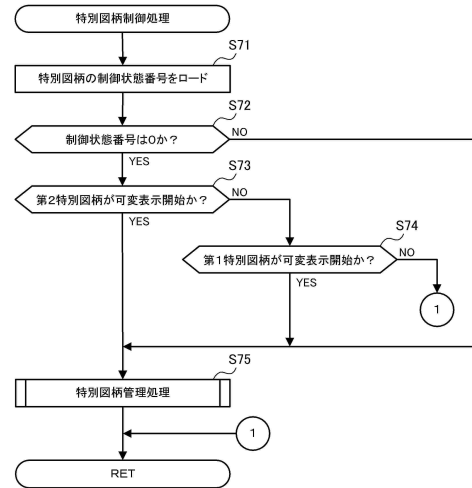 特別図柄制御処理
S71
特別図柄の制御状態番号をロード
S72
制御状態番号は0か？
NO
YES
S73
第2特別図柄が可変表示開始か？
NO
YES
S74
第1特別図柄が可変表示開始か？
NO
YES
1
S75
特別図柄管理処理
1
RET